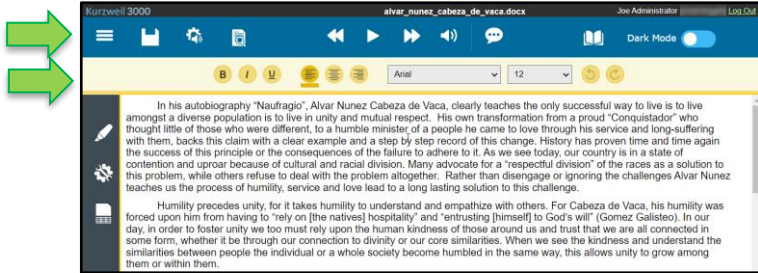 Kurzweil 3000 alvar_nunez_cabeza_de_vaca.docx Joe Administrator Log Out
Dark Mode
B I U Arial 12
In his autobiography “Naufragio”, Alvar Nunez Cabeza de Vaca, clearly teaches the only successful way to live is to live
amongst a diverse population is to live in unity and mutual respect. His own transformation from a proud “Conquistador” who
thought little of those who were different, to a humble minister of a people he came to love through his service and long-suffering
with them, backs this claim with a clear example and a step by step record of this change. History has proven time and time again
the success of this principle or the consequences of the failure to adhere to it. As we see today, our country is in a state of
contention and uproar because of cultural and racial division. Many advocate for a “respectful division” of the races as a solution to
this problem, while others refuse to deal with the problem altogether. Rather than disengage or ignoring the challenges Alvar Nunez
teaches us the process of humility, service and love lead to a long lasting solution to this challenge.
Humility precedes unity, for it takes humility to understand and empathize with others. For Cabeza de Vaca, his humility was
forced upon him from having to “rely on [the natives] hospitality” and “entrusting [himself] to God’s will” (Gomez Galisteo). In our
day, in order to foster unity we too must rely upon the human kindness of those around us and trust that we are all connected in
some form, whether it be through our connection to divinity or our core similarities. When we see the kindness and understand the
similarities between people the individual or a whole society become humbled in the same way, this allows unity to grow among
them or within them.